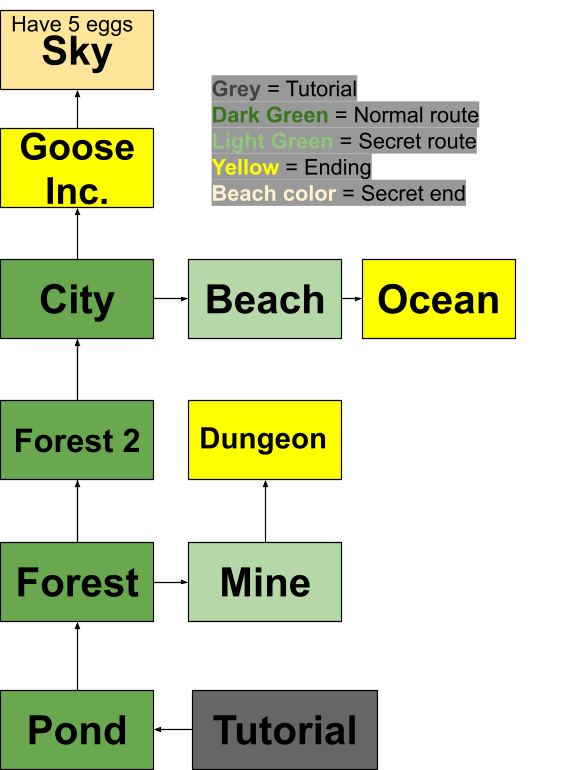 Have 5 eggs
Sky
Grey = Tutorial
Dark Green = Normal route
Light Green = Secret route
Yellow = Ending
Beach color = Secret end
Goose
Inc.
City
Beach
Ocean
Forest 2
Dungeon
Forest
Mine
Pond
Tutorial